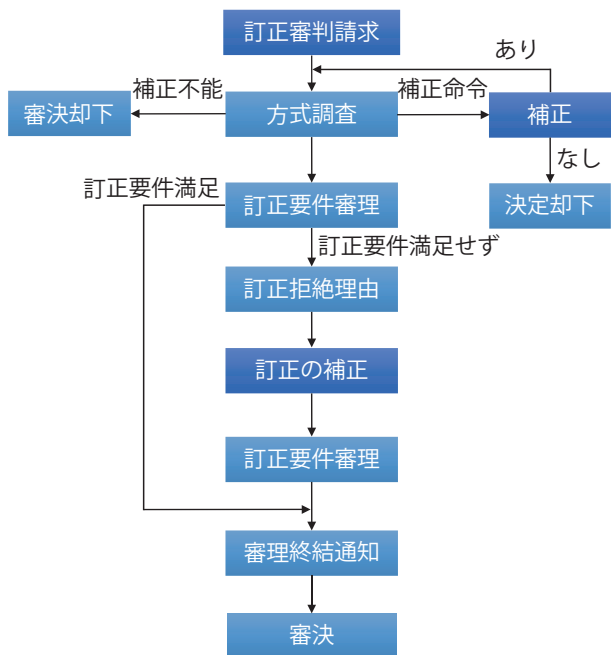 訂正審判請求
あり
補正不能
補正命令
審決却下
方式調査
補正
なし
訂正要件満足
訂正要件審理
決定却下
訂正要件満足せず
訂正拒絶理由
訂正の補正
訂正要件審理
審理終結通知
審決